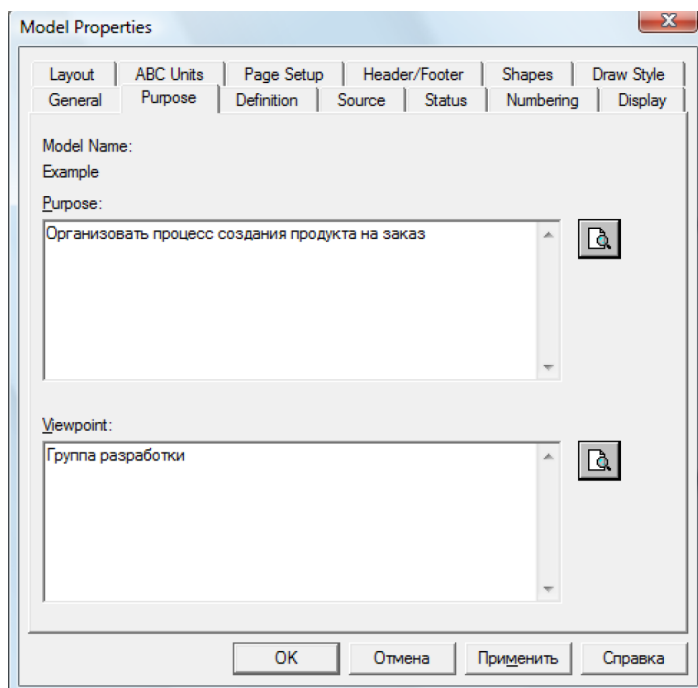 Model Properties
Layout ABC Units Page Setup Header/Footer Shapes Draw Style
General Purpose Definition Source Status Numbering Display
Model Name:
Example
Purpose:
Организовать процесс создания продукта на заказ
Viewpoint:
Группа разработки
OK Отмена Применить Справка